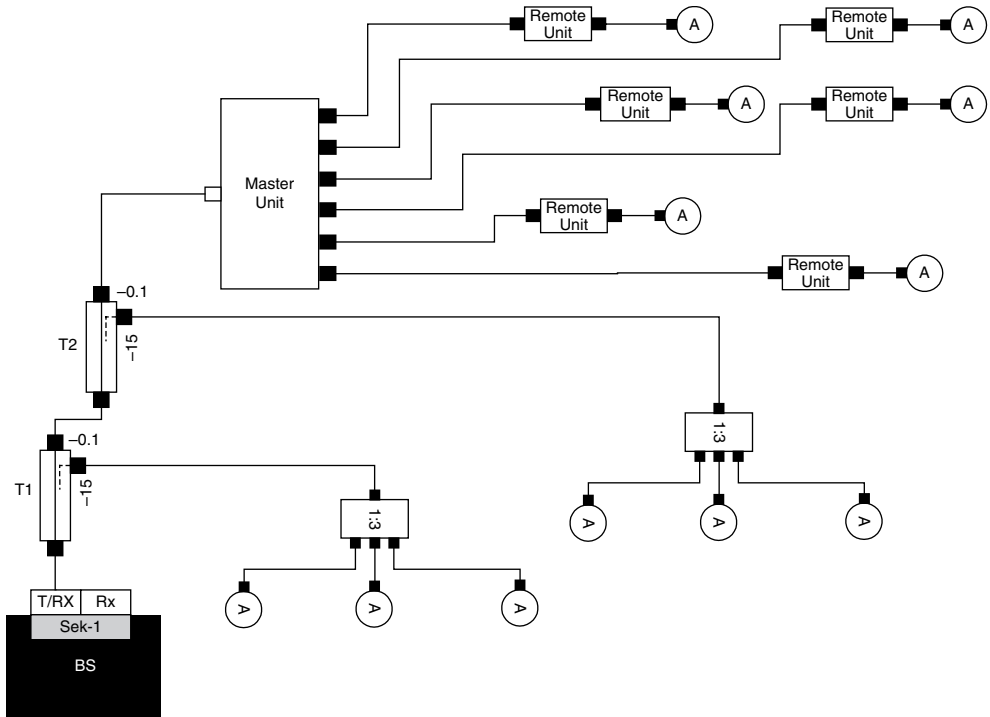 Remote
Unit
A
Remote
Unit
A
Remote
Unit
A
Remote
Unit
A
Master
Unit
Remote
Unit
A
Remote
Unit
A
–0.1
T2
–15
1:3
A
A
A
–0.1
T1
–15
1:3
A
A
A
T/RX
Rx
Sek-1
BS